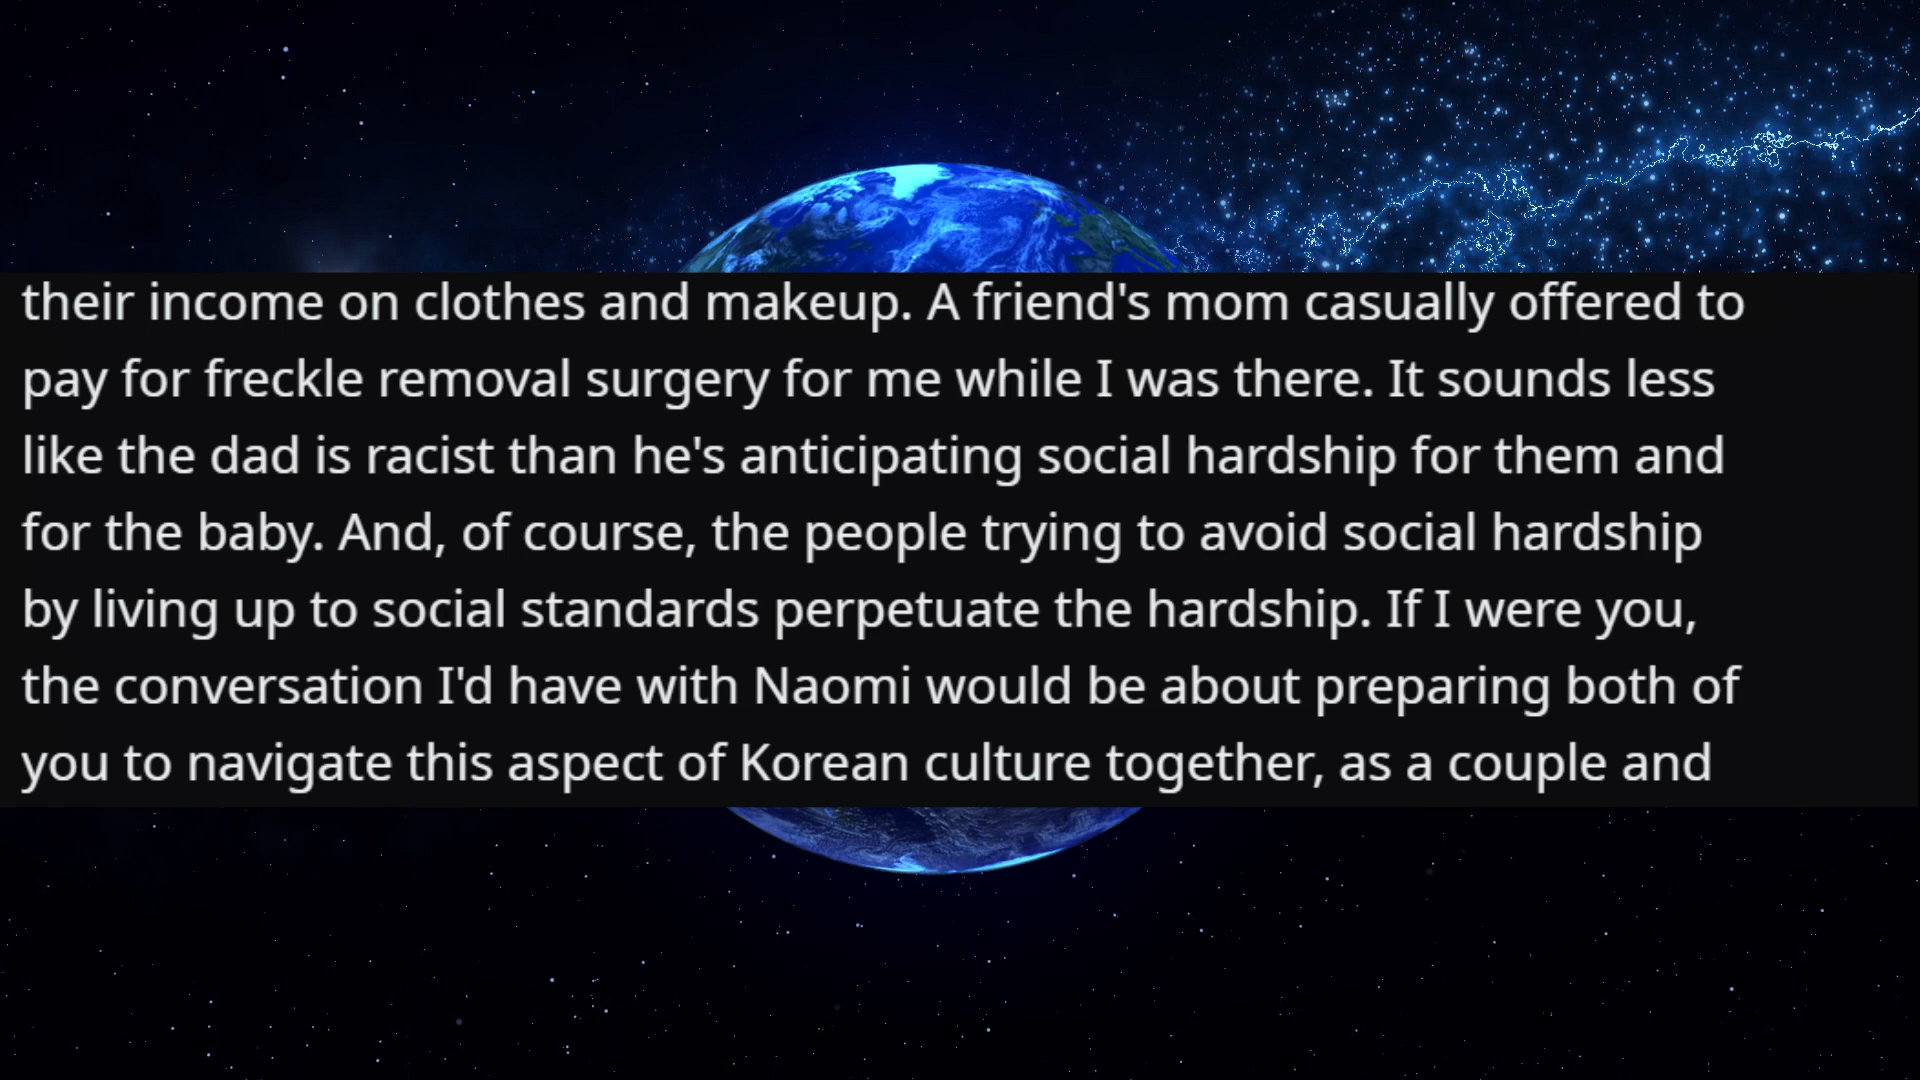 their income on clothes and makeup. A friend's mom casually offered to
pay for freckle removal surgery for me while I was there. It sounds less
like the dad is racist than he's anticipating social hardship for them and
for the baby. And, of course, the people trying to avoid social hardship
by living up to social standards perpetuate the hardship. If I were you,
the conversation I'd have with Naomi would be about preparing both of
you to navigate this aspect of Korean culture together, as a couple and